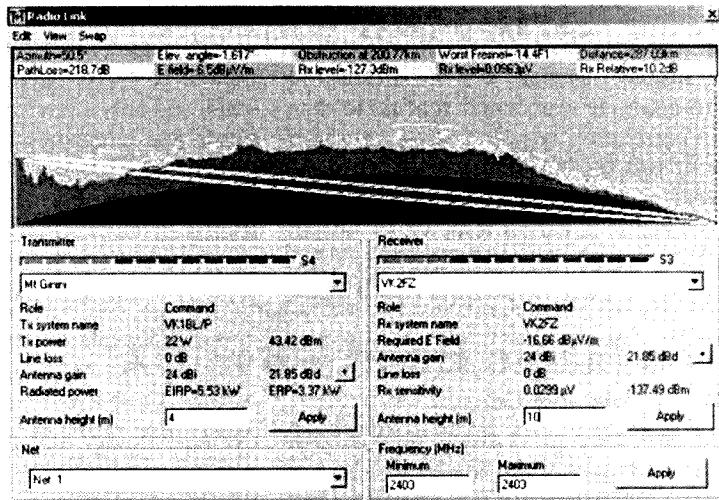 Radio Link
Edit View Swap
Azimuth=50.5° Elev. angle=-1.617° Obstruction at 200.77km Worst Fresnel=-14.4F1 Distance=287.03km
PathLoss=218.7dB E field=-6.5dBµV/m Rx level=-127.3dBm Rx level=0.0963µV Rx Relative=10.2dB
Transmitter Receiver
S4 S3
Mt Ginini VK2FZ
Role Command Role Command
Tx system name VK1BL/P Rx system name VK2FZ
Tx power 22 W 43.42 dBm Required E Field -16.66 dBµV/m
Line loss 0 dB Antenna gain 24 dBi 21.85 dBd +
Antenna gain 24 dBi 21.85 dBd + Line loss 0 dB
Radiated power EIRP=5.53 kW ERP=3.37 kW Rx sensitivity 0.0299 µV -137.49 dBm
Antenna height (m) 4 Apply Antenna height (m) 10 Apply
Net Frequency (MHz)
Minimum Maximum
Net 1 2403 2403 Apply